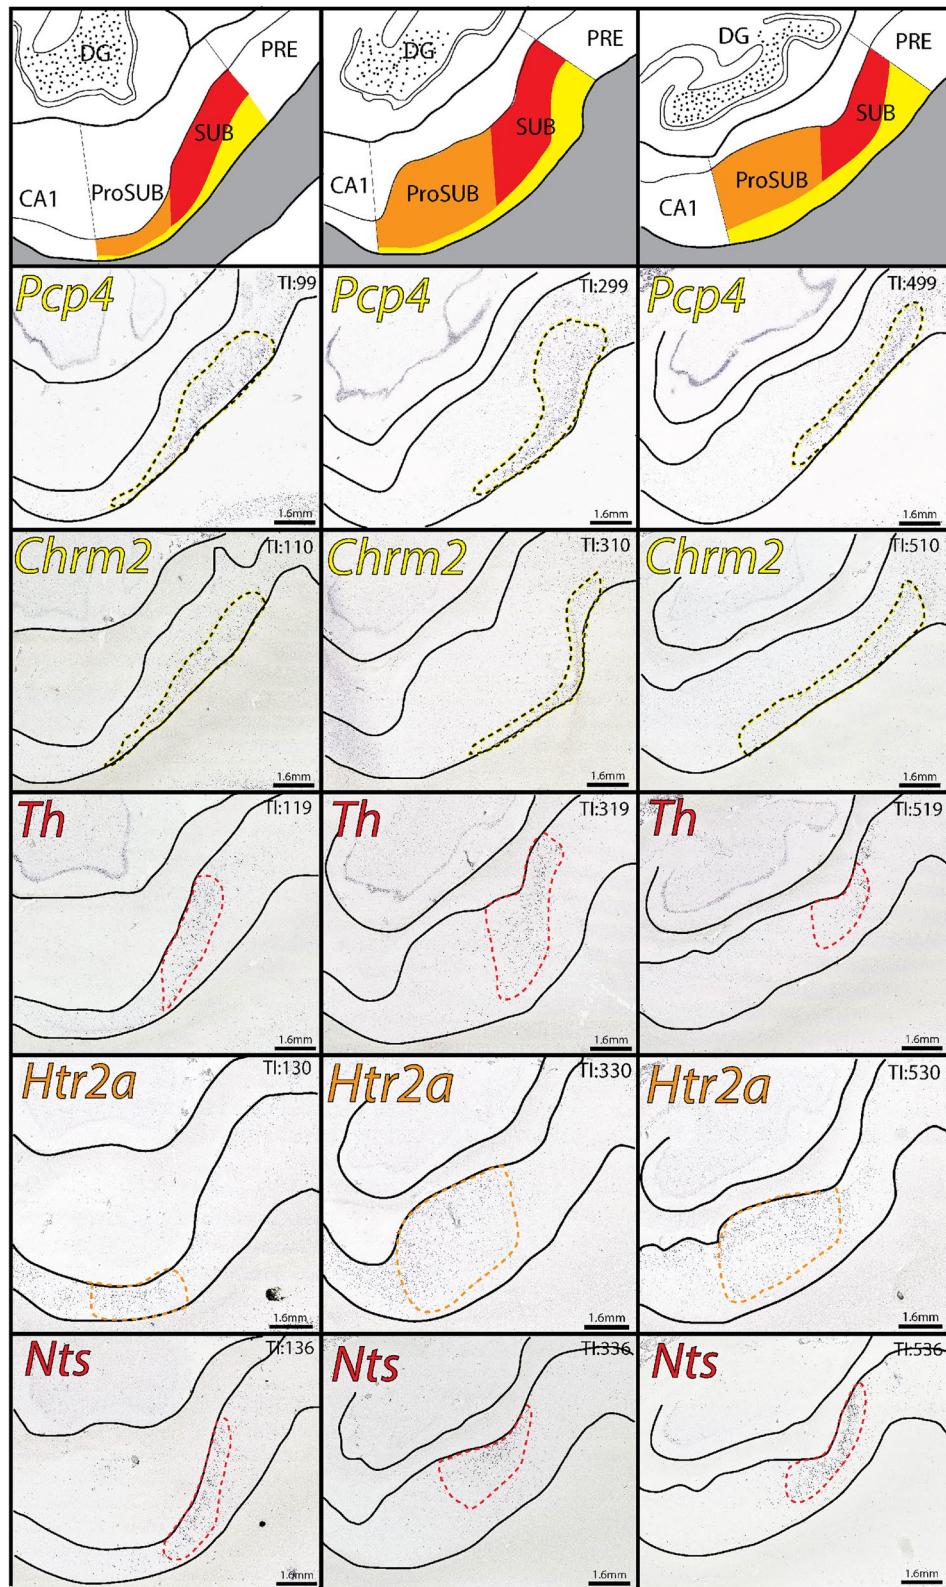 DG PRE DG PRE DG PRE
SUB SUB SUB
CA1 ProSUB CA1 ProSUB CA1 ProSUB
Pcp4 TI:99 Pcp4 TI:299 Pcp4 TI:499
1.6mm 1.6mm 1.6mm
Chrm2 TI:110 Chrm2 TI:310 Chrm2 TI:510
1.6mm 1.6mm 1.6mm
Th TI:119 Th TI:319 Th TI:519
1.6mm 1.6mm 1.6mm
Htr2a TI:130 Htr2a TI:330 Htr2a TI:530
1.6mm 1.6mm 1.6mm
Nts TI:136 Nts TI:336 Nts TI:536
1.6mm 1.6mm 1.6mm